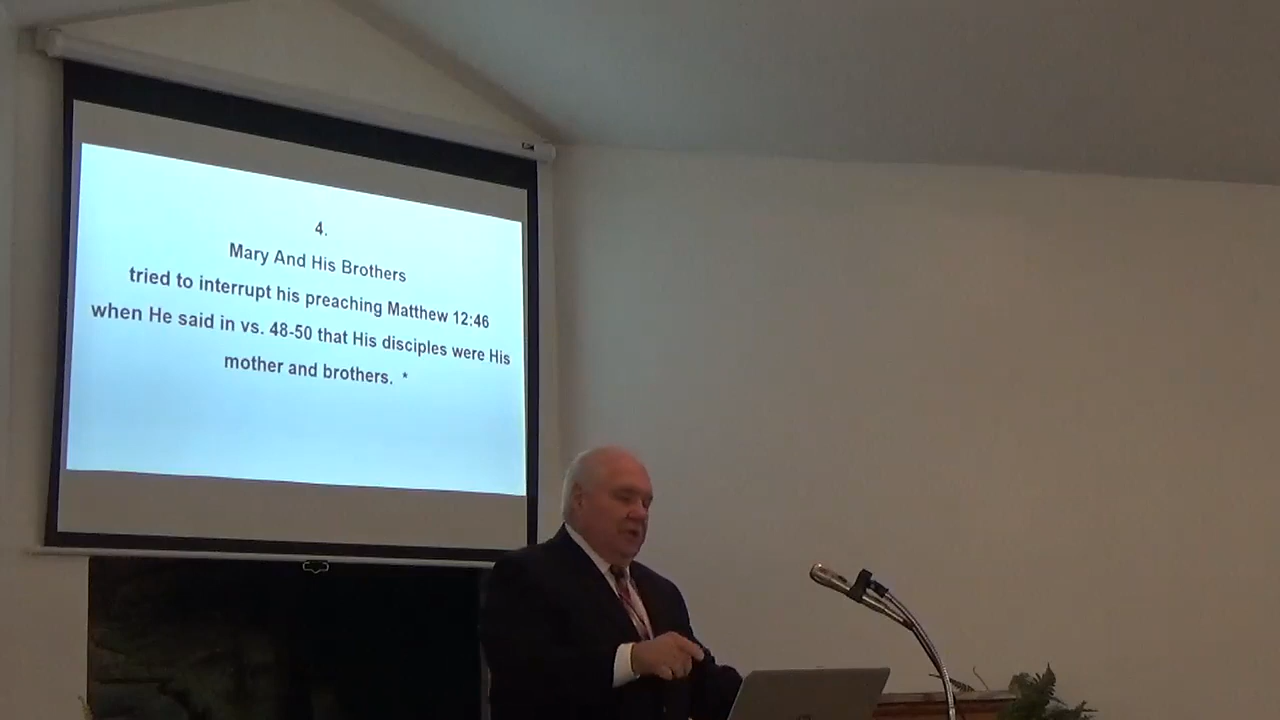 4.
Mary And His Brothers
tried to interrupt his preaching Matthew 12:46
when He said in vs. 48-50 that His disciples were His
mother and brothers. *